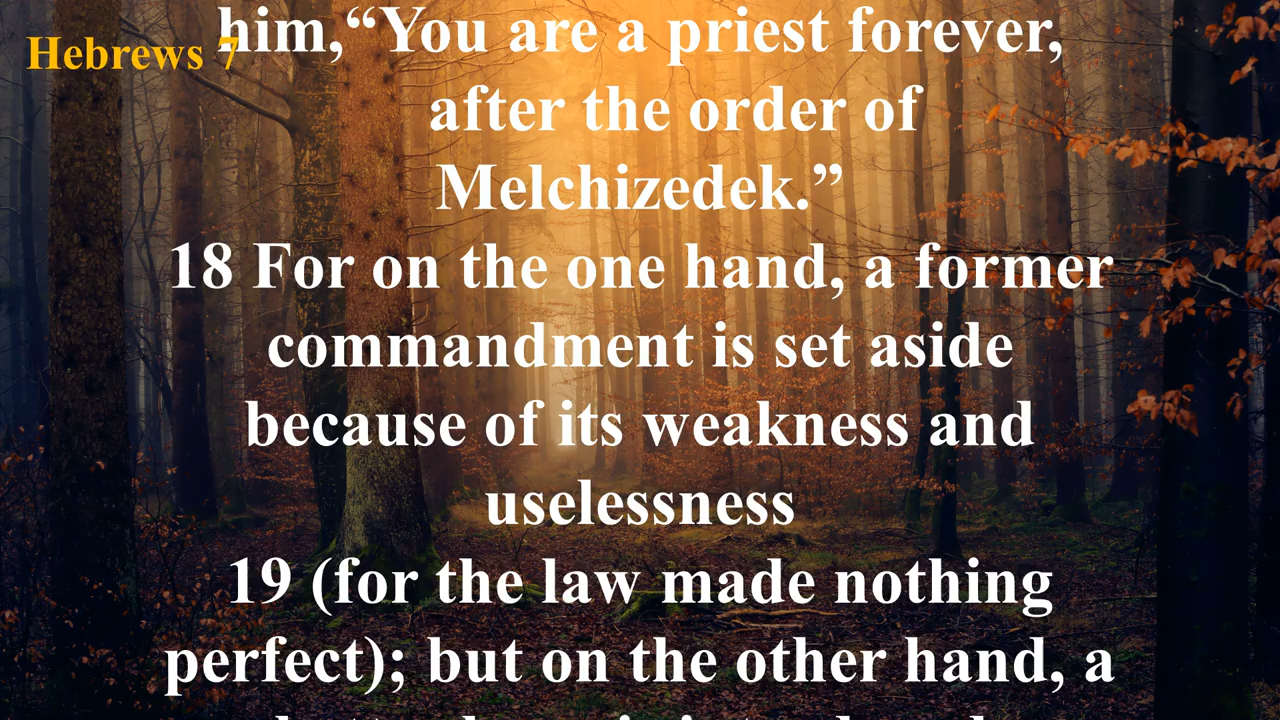 Hebrews 7
him,“You are a priest forever,
after the order of
Melchizedek.”
18 For on the one hand, a former
commandment is set aside
because of its weakness and
uselessness
19 (for the law made nothing
perfect); but on the other hand, a